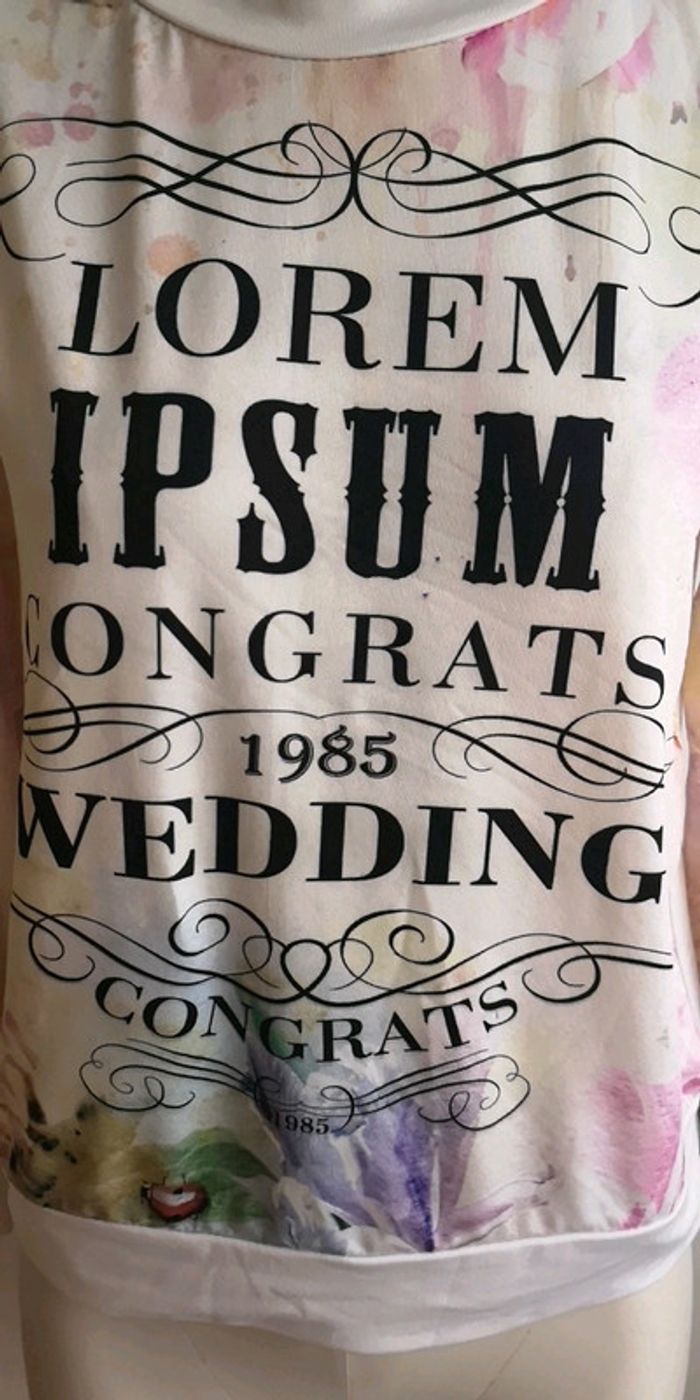 LOREM
IPSUM
CONGRATS
1985
WEDDING
CONGRATS
1985